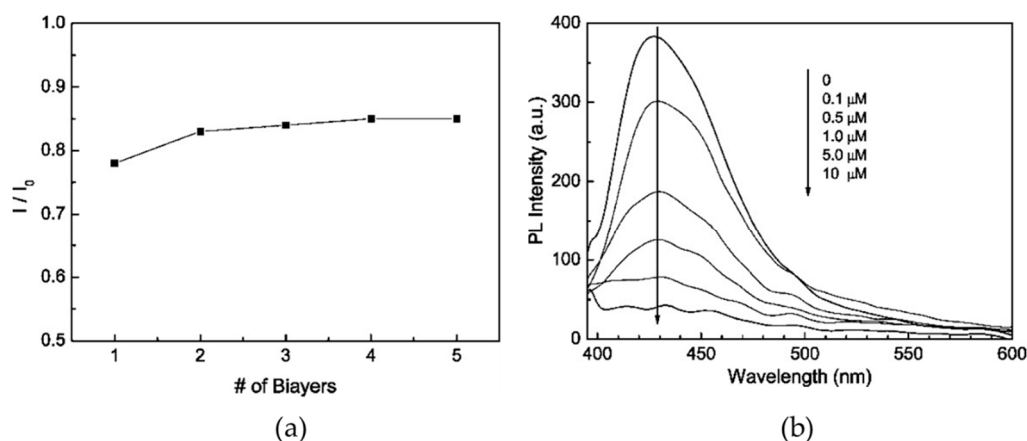 1.0
0.9
0.8
0.7
0.6
0.5
I / I0
1 2 3 4 5
# of Biayers
(a)
400
300
200
100
0
PL Intensity (a.u.)
0
0.1 μM
0.5 μM
1.0 μM
5.0 μM
10 μM
400 450 500 550 600
Wavelength (nm)
(b)